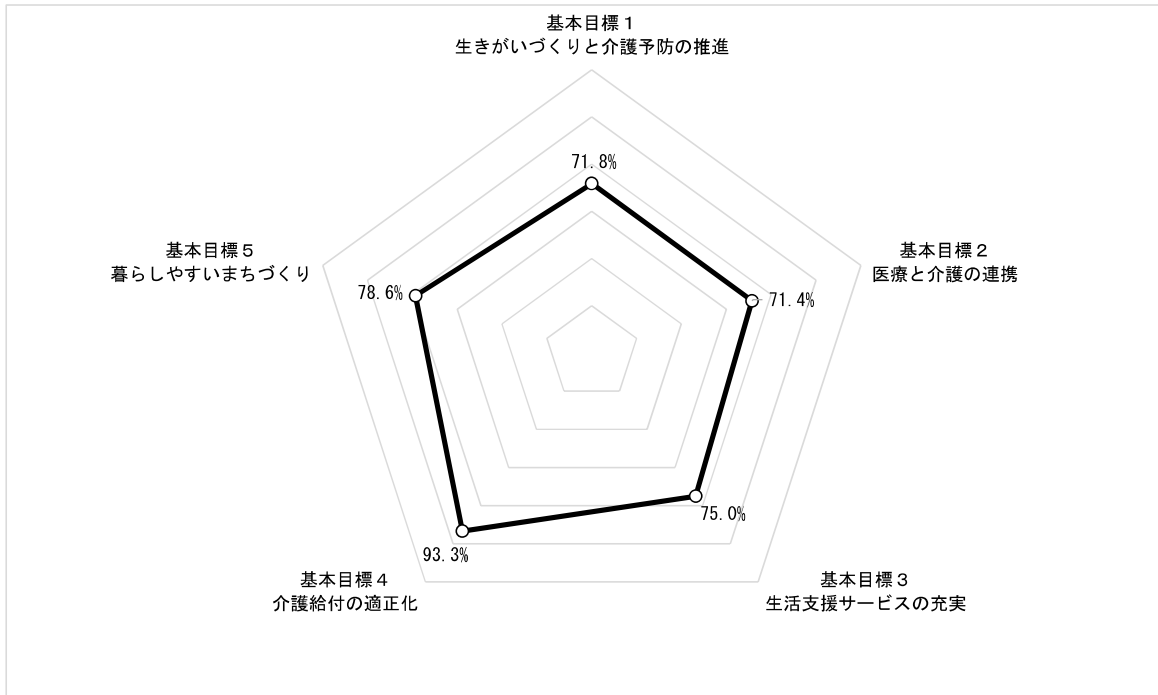 基本目標１
生きがいづくりと介護予防の推進
71.8%
基本目標２
医療と介護の連携
71.4%
基本目標３
生活支援サービスの充実
75.0%
基本目標４
介護給付の適正化
93.3%
基本目標５
暮らしやすいまちづくり
78.6%